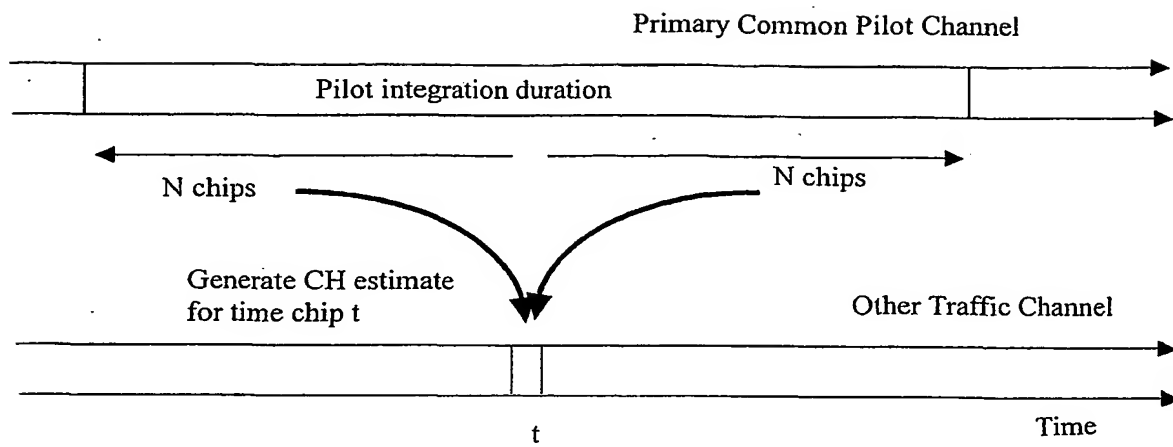 Primary Common Pilot Channel
Pilot integration duration
N chips
N chips
Generate CH estimate
for time chip t
Other Traffic Channel
t
Time